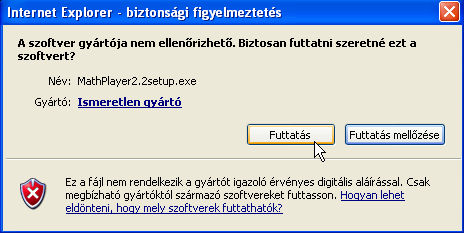 Internet Explorer - biztonsági figyelmeztetés
A szoftver gyártója nem ellenőrizhető. Biztosan futtatni szeretné ezt a
szoftvert?
Név: MathPlayer2.2setup.exe
Gyártó: Ismeretlen gyártó
Futtatás Futtatás mellőzése
Ez a fájl nem rendelkezik a gyártót igazoló érvényes digitális aláírással. Csak
megbízható gyártóktól származó szoftvereket futtasson. Hogyan lehet
eldönteni, hogy mely szoftverek futtathatók?